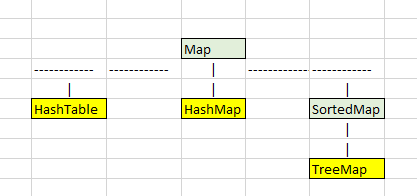 Map
------------ ------------ | ------------ ------------
| | |
HashTable HashMap SortedMap
|
|
TreeMap